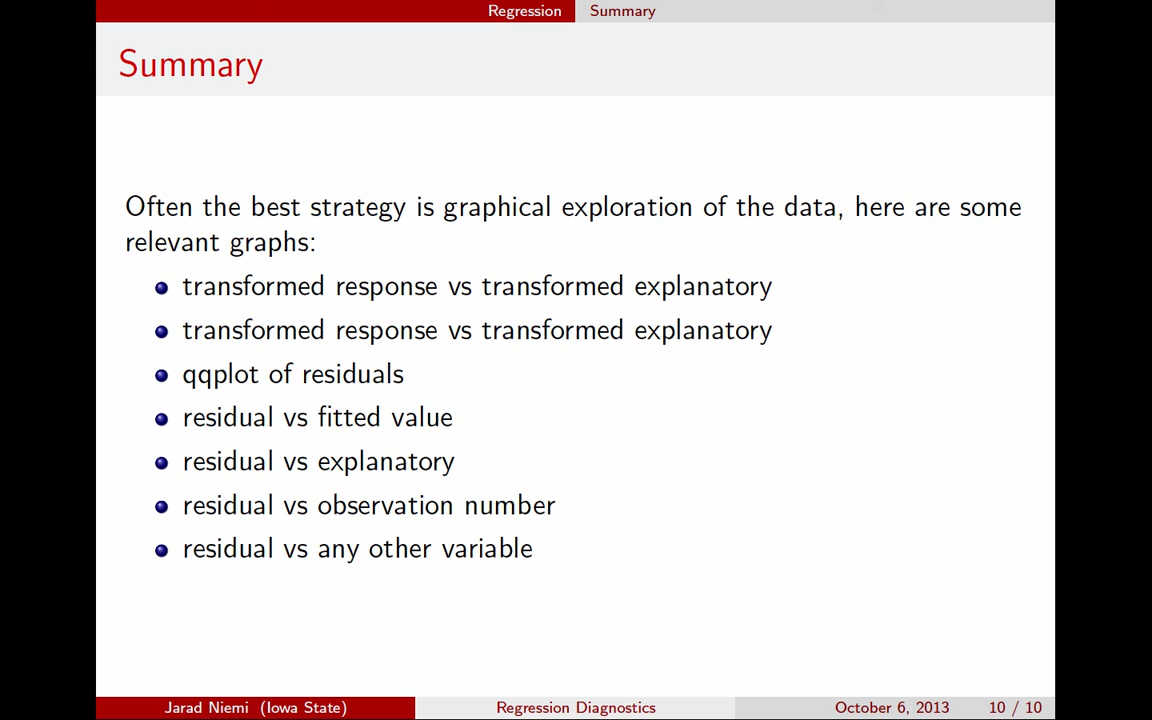 Regression Summary
Summary
Often the best strategy is graphical exploration of the data, here are some
relevant graphs:
transformed response vs transformed explanatory
transformed response vs transformed explanatory
qqplot of residuals
residual vs fitted value
residual vs explanatory
residual vs observation number
residual vs any other variable
Jarad Niemi (Iowa State) Regression Diagnostics October 6, 2013 10 / 10